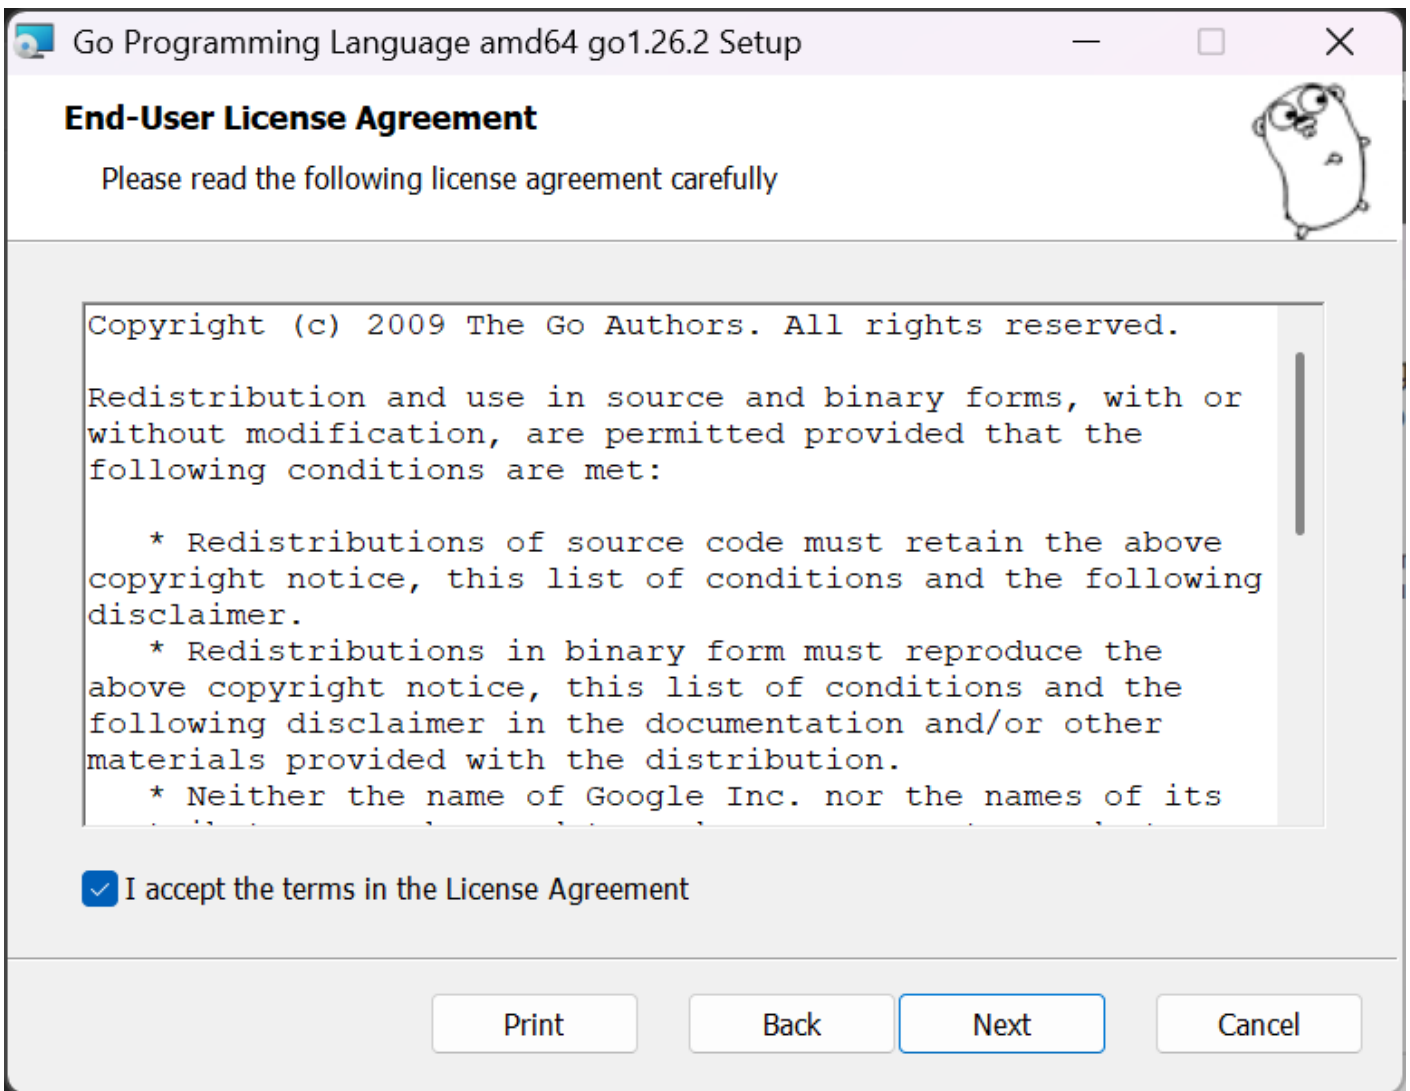 Go Programming Language amd64 go1.26.2 Setup
End-User License Agreement
Please read the following license agreement carefully
Copyright (c) 2009 The Go Authors. All rights reserved.
Redistribution and use in source and binary forms, with or
without modification, are permitted provided that the
following conditions are met:
* Redistributions of source code must retain the above
copyright notice, this list of conditions and the following
disclaimer.
* Redistributions in binary form must reproduce the
above copyright notice, this list of conditions and the
following disclaimer in the documentation and/or other
materials provided with the distribution.
* Neither the name of Google Inc. nor the names of its
I accept the terms in the License Agreement
Print
Back
Next
Cancel